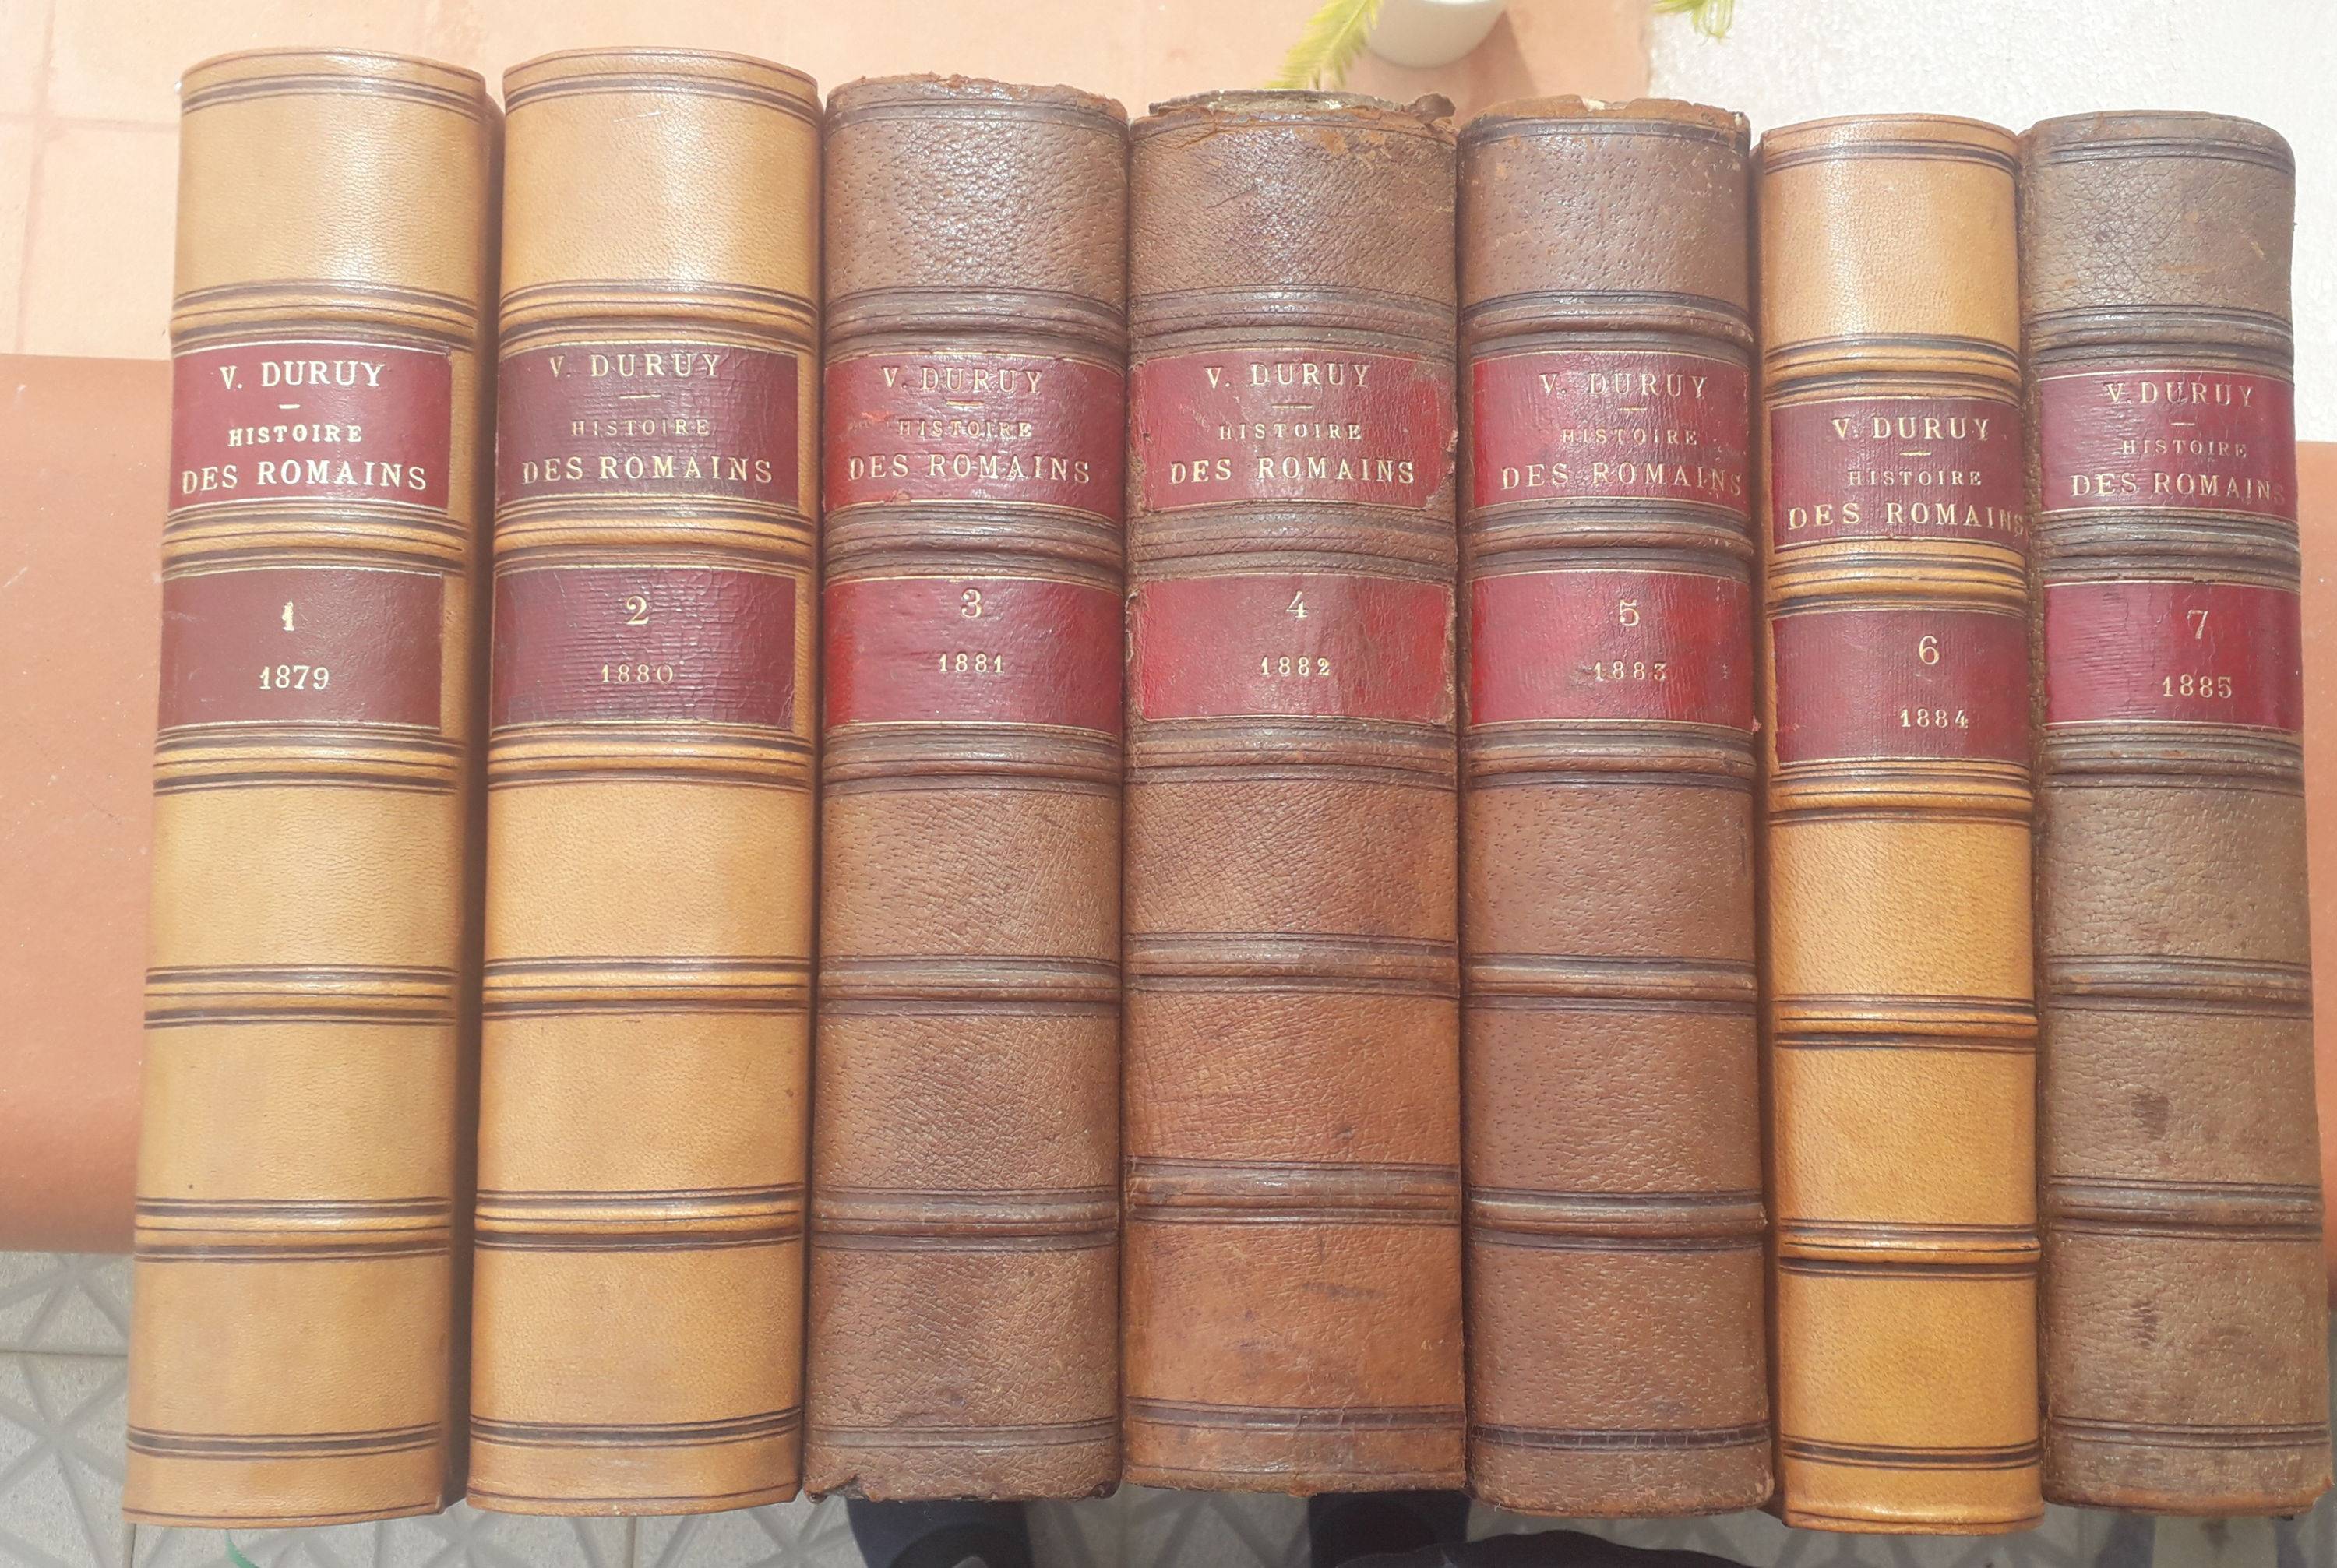 V. DURUY
HISTOIRE
DES ROMAINS
1
1879
V. DURUY
HISTOIRE
DES ROMAINS
2
1880
V. DURUY
HISTOIRE
DES ROMAINS
3
1881
V. DURUY
HISTOIRE
DES ROMAINS
4
1882
V. DURUY
HISTOIRE
DES ROMAINS
5
1883
V. DURUY
HISTOIRE
DES ROMAINS
6
1884
V. DURUY
HISTOIRE
DES ROMAINS
7
1885